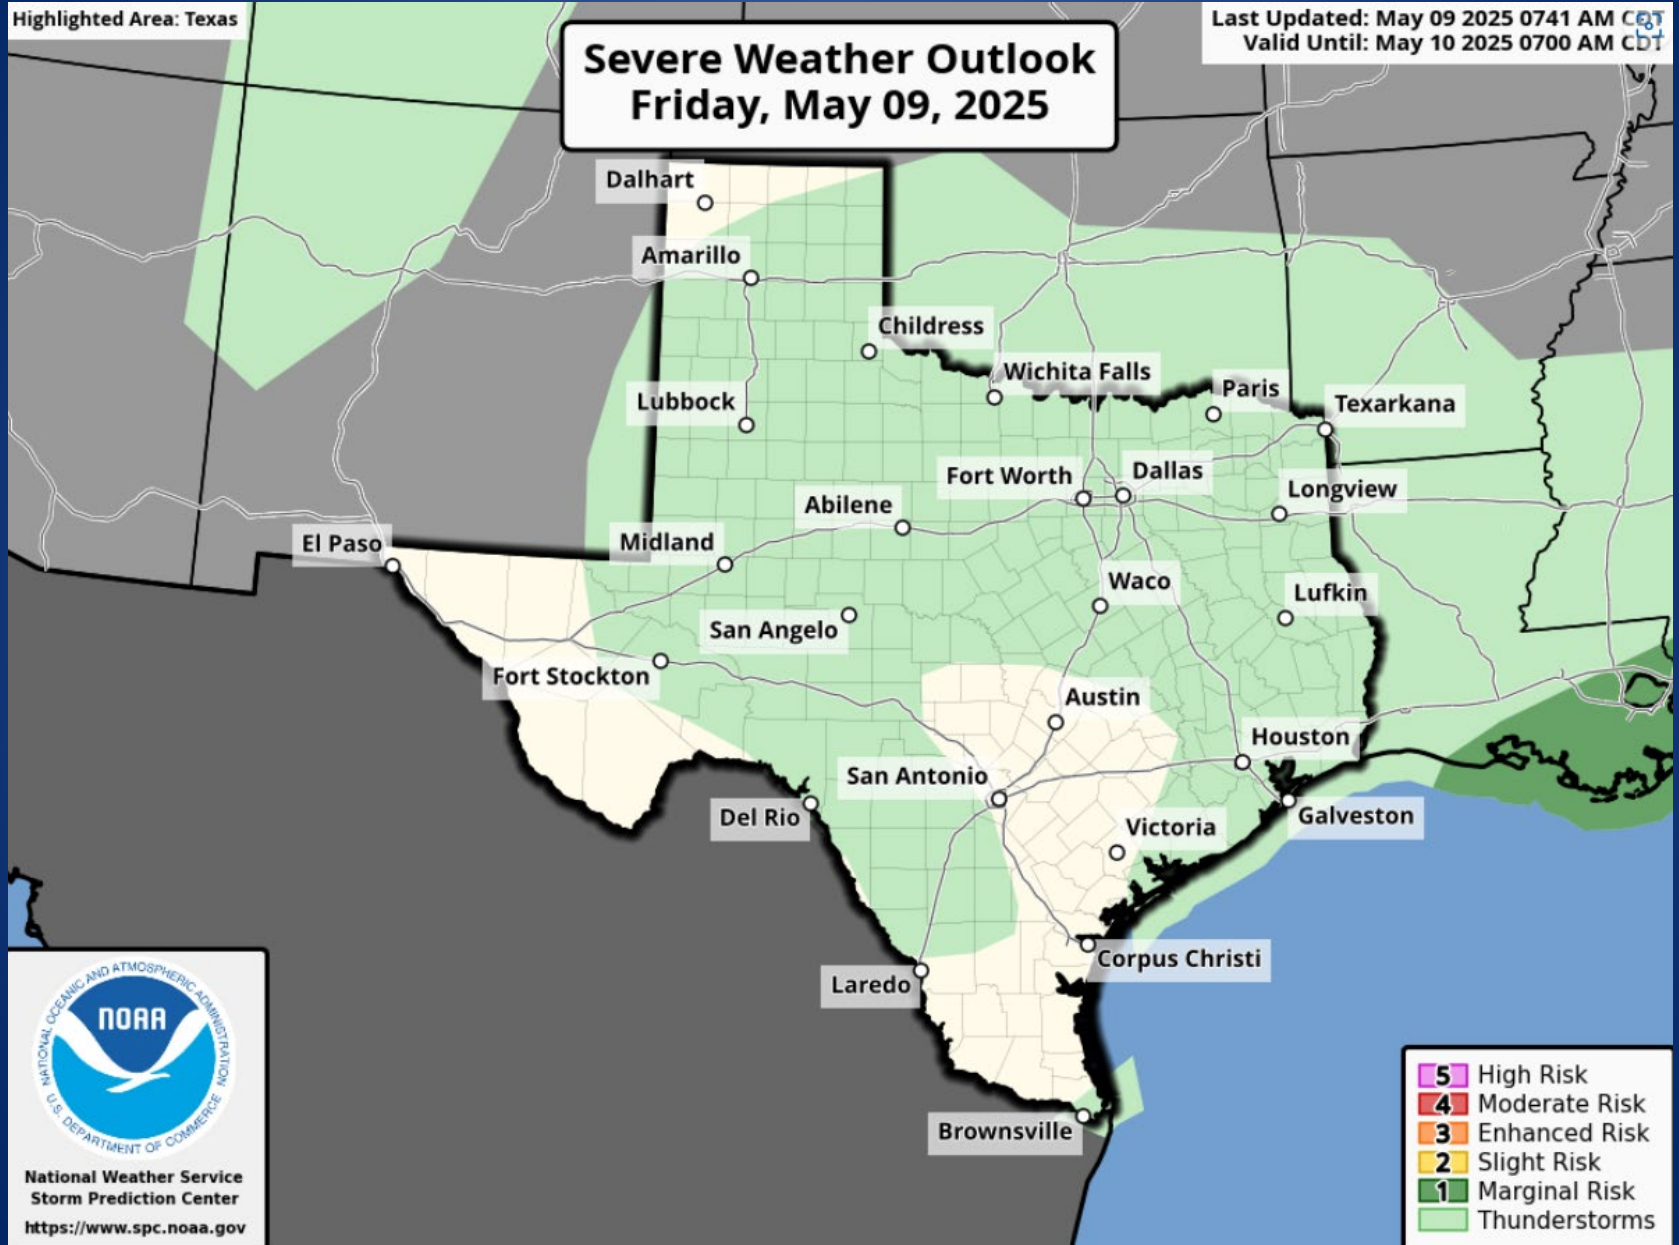 Highlighted Area: Texas
Severe Weather Outlook
Friday, May 09, 2025
Last Updated: May 09 2025 0741 AM CDT
Valid Until: May 10 2025 0700 AM CDT
Dalhart
Amarillo
Childress
Wichita Falls
Paris
Texarkana
Lubbock
Fort Worth
Dallas
Longview
Abilene
El Paso
Midland
Waco
Lufkin
San Angelo
Fort Stockton
Austin
Houston
San Antonio
Del Rio
Victoria
Galveston
Corpus Christi
Laredo
Brownsville
NATIONAL OCEANIC AND ATMOSPHERIC ADMINISTRATION
NOAA
U.S. DEPARTMENT OF COMMERCE
National Weather Service
Storm Prediction Center
https://www.spc.noaa.gov
5 High Risk
4 Moderate Risk
3 Enhanced Risk
2 Slight Risk
1 Marginal Risk
Thunderstorms